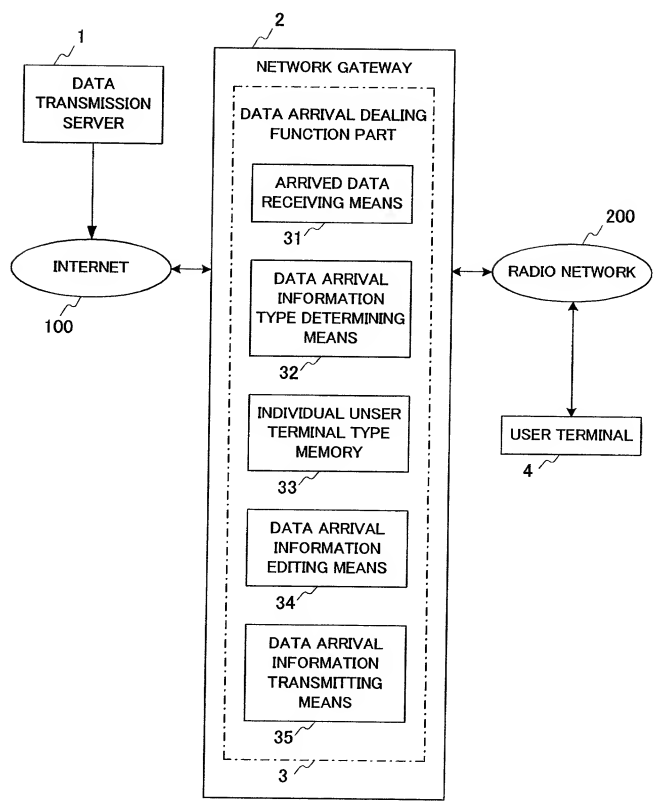 1
DATA
TRANSMISSION
SERVER
INTERNET
100
2
NETWORK GATEWAY
DATA ARRIVAL DEALING
FUNCTION PART
ARRIVED DATA
RECEIVING MEANS
31
DATA ARRIVAL
INFORMATION
TYPE DETERMINING
MEANS
32
INDIVIDUAL UNSER
TERMINAL TYPE
MEMORY
33
DATA ARRIVAL
INFORMATION
EDITING MEANS
34
DATA ARRIVAL
INFORMATION
TRANSMITTING
MEANS
35
3
200
RADIO NETWORK
USER TERMINAL
4